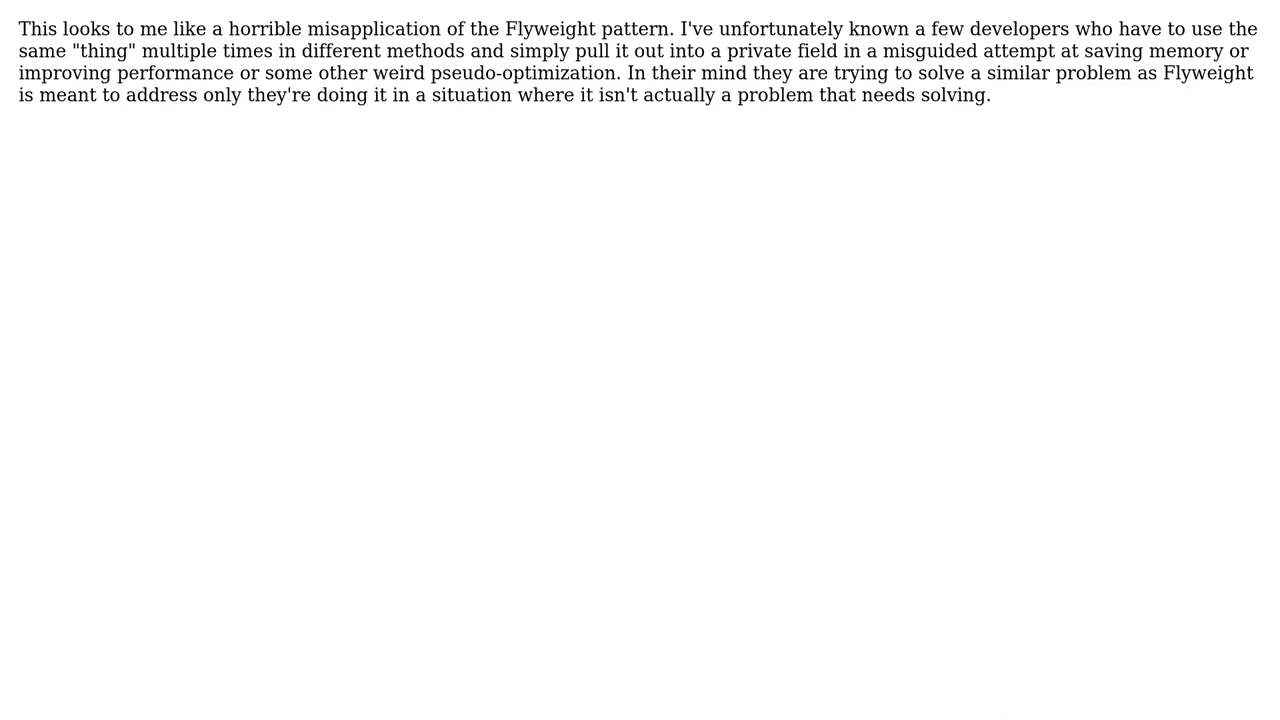 This looks to me like a horrible misapplication of the Flyweight pattern. I've unfortunately known a few developers who have to use the
same "thing" multiple times in different methods and simply pull it out into a private field in a misguided attempt at saving memory or
improving performance or some other weird pseudo-optimization. In their mind they are trying to solve a similar problem as Flyweight
is meant to address only they're doing it in a situation where it isn't actually a problem that needs solving.